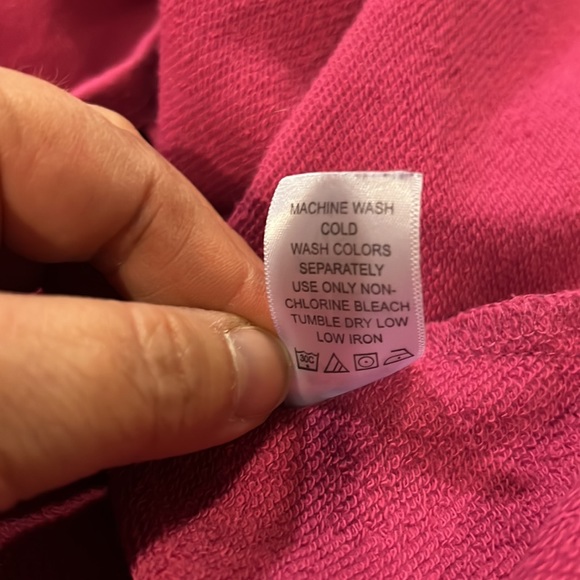 MACHINE WASH
COLD
WASH COLORS
SEPARATELY
USE ONLY NON-
CHLORINE BLEACH
TUMBLE DRY LOW
LOW IRON
30C